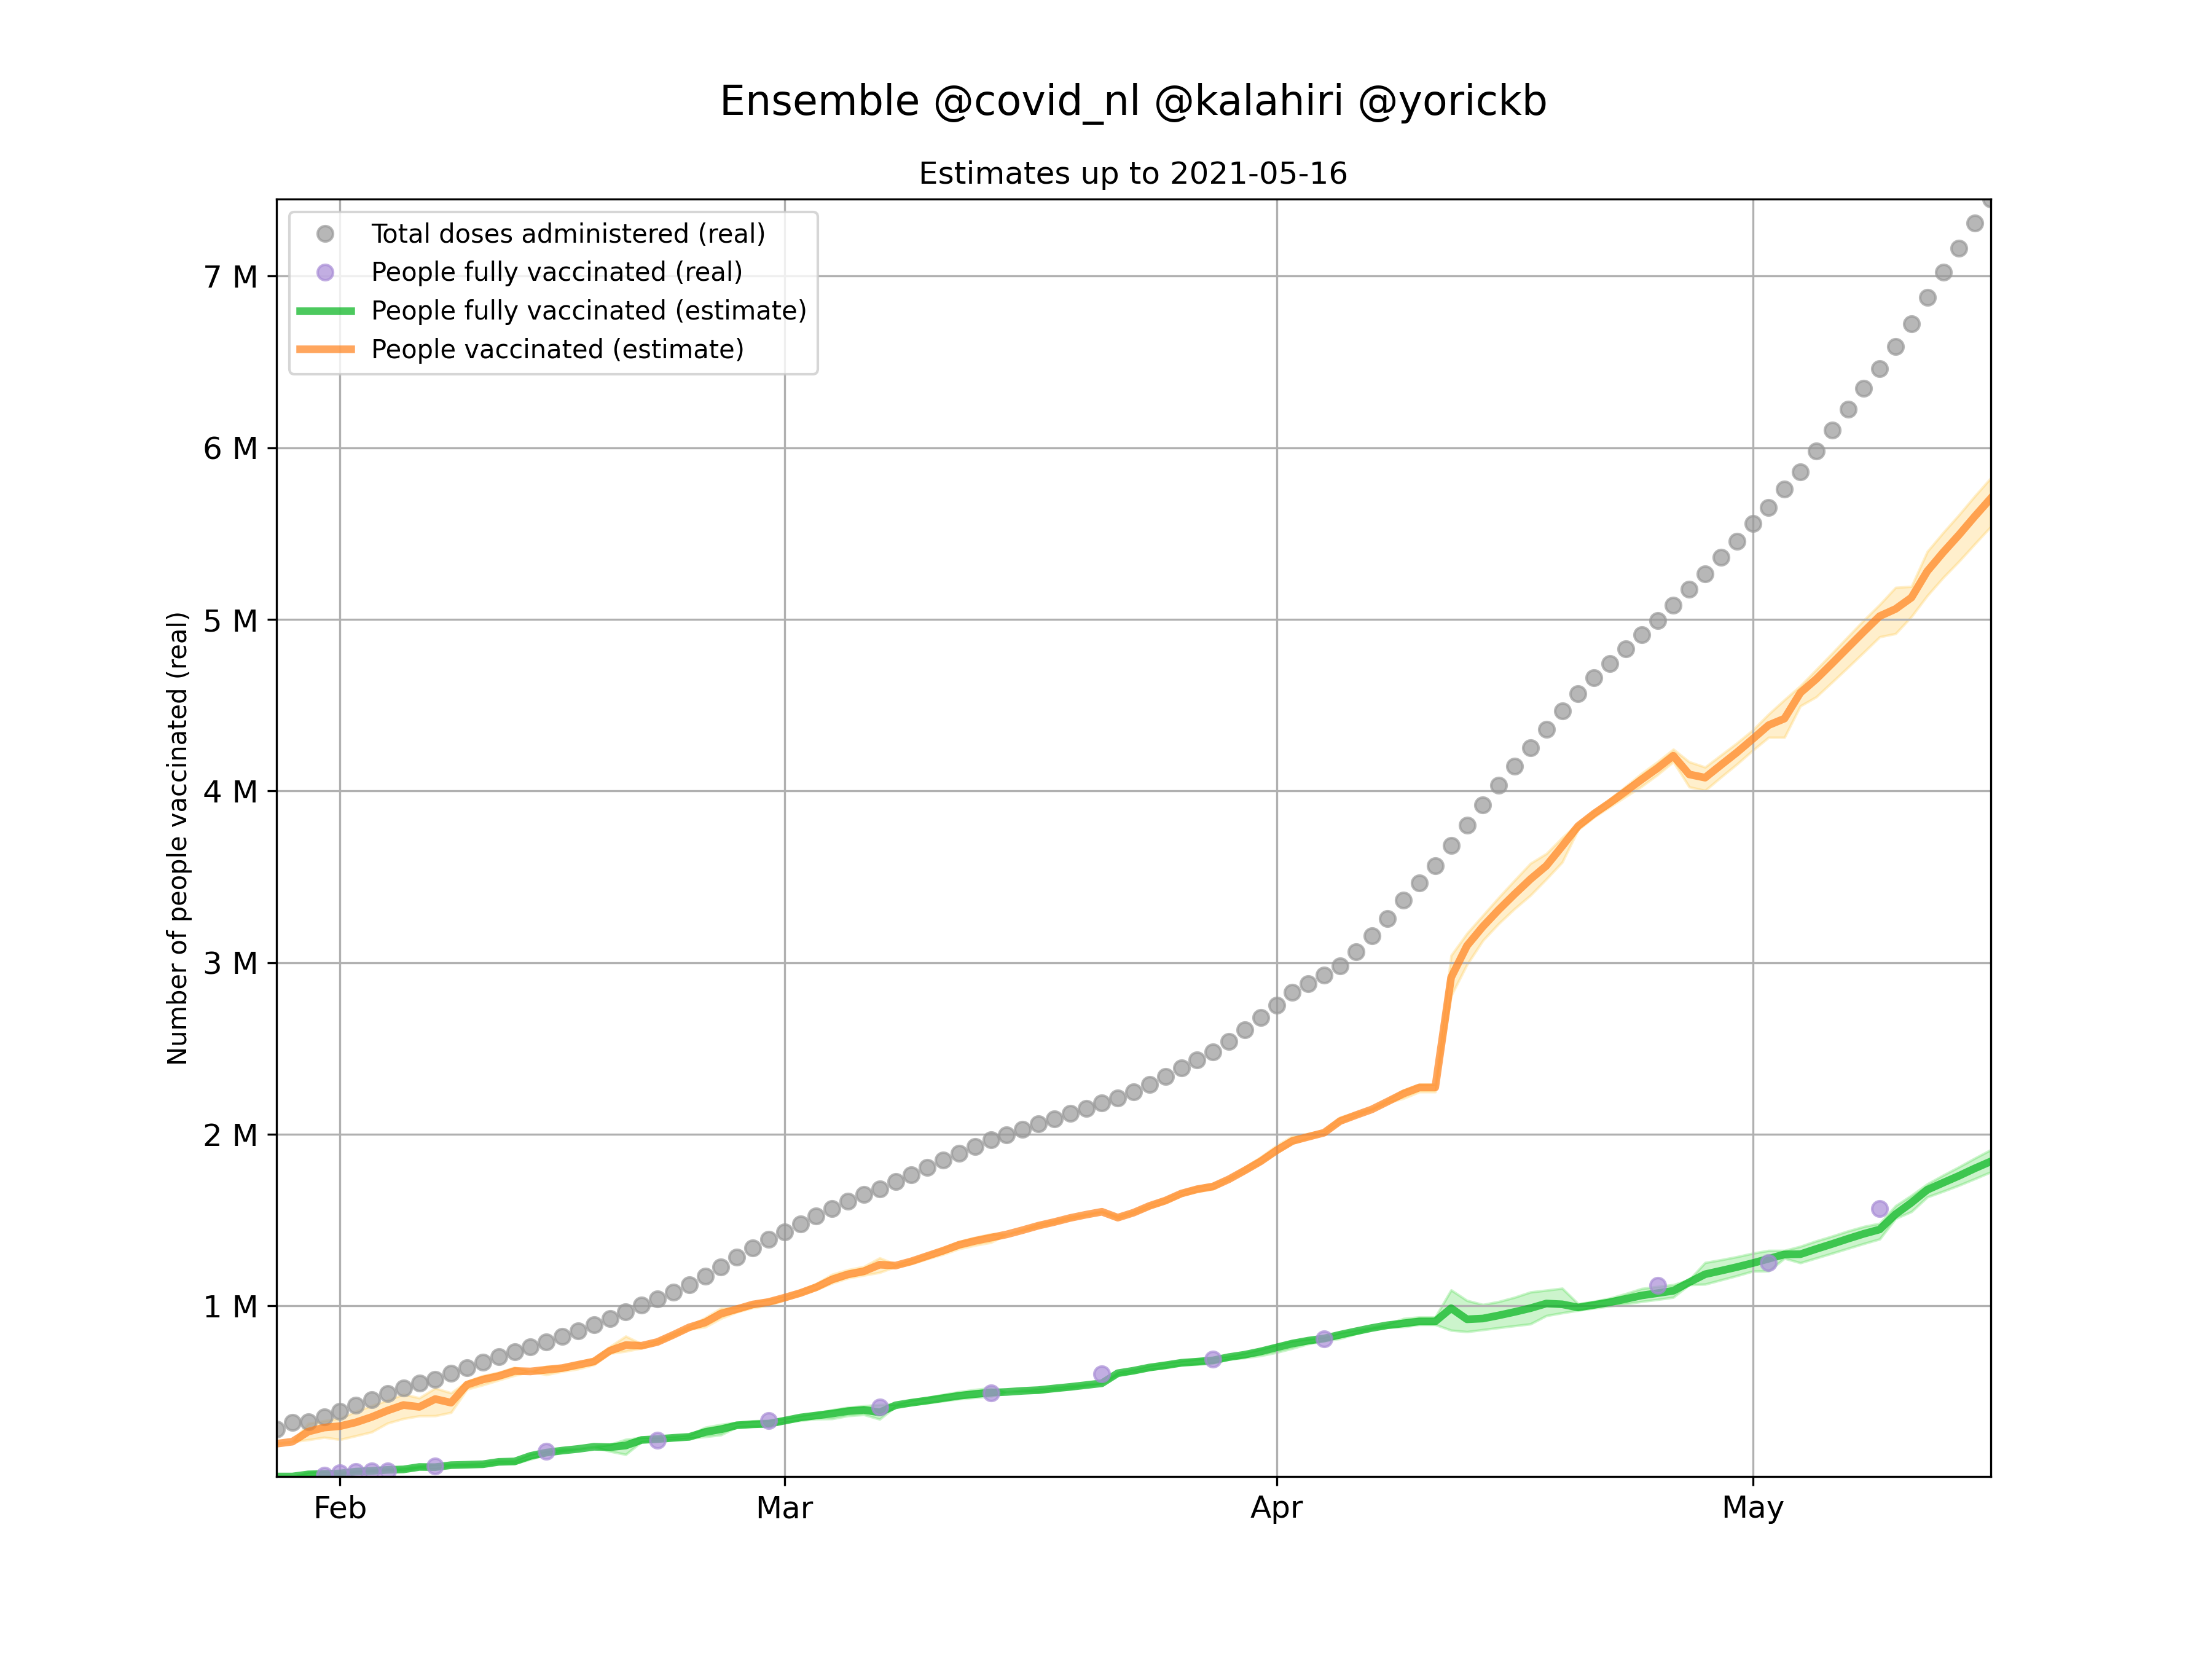 Ensemble @covid_nl @kalahiri @yorickb
Estimates up to 2021-05-16
Total doses administered (real)
People fully vaccinated (real)
People fully vaccinated (estimate)
People vaccinated (estimate)
7 M
6 M
5 M
4 M
3 M
2 M
1 M
Number of people vaccinated (real)
Feb
Mar
Apr
May